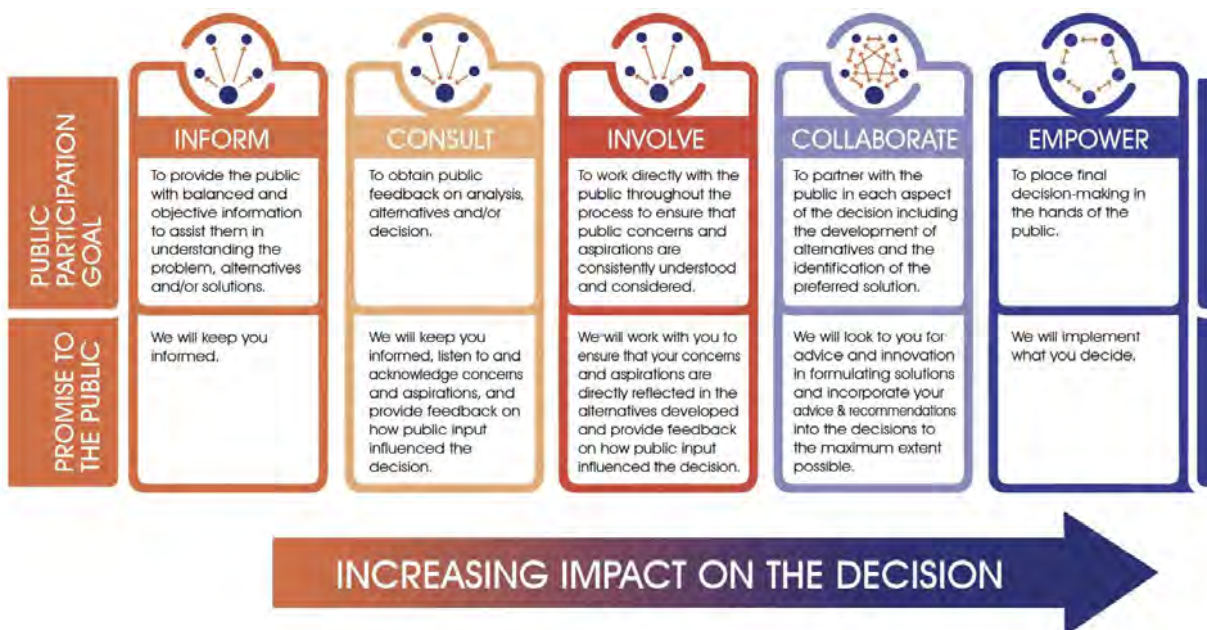 INFORM
CONSULT
INVOLVE
COLLABORATE
EMPOWER
PUBLIC
PARTICIPATION
GOAL
To provide the public
with balanced and
objective information
to assist them in
understanding the
problem, alternatives
and/or solutions.
To obtain public
feedback on analysis,
alternatives and/or
decision.
To work directly with the
public throughout the
process to ensure that
public concerns and
aspirations are
consistently understood
and considered.
To partner with the
public in each aspect
of the decision including
the development of
alternatives and the
identification of the
preferred solution.
To place final
decision-making in
the hands of the
public.
PROMISE TO
THE PUBLIC
We will keep you
informed.
We will keep you
informed, listen to and
acknowledge concerns
and aspirations, and
provide feedback on
how public input
influenced the
decision.
We will work with you to
ensure that your concerns
and aspirations are
directly reflected in the
alternatives developed
and provide feedback
on how public input
influenced the decision.
We will look to you for
advice and innovation
in formulating solutions
and incorporate your
advice & recommendations
into the decisions to
the maximum extent
possible.
We will implement
what you decide.
INCREASING IMPACT ON THE DECISION